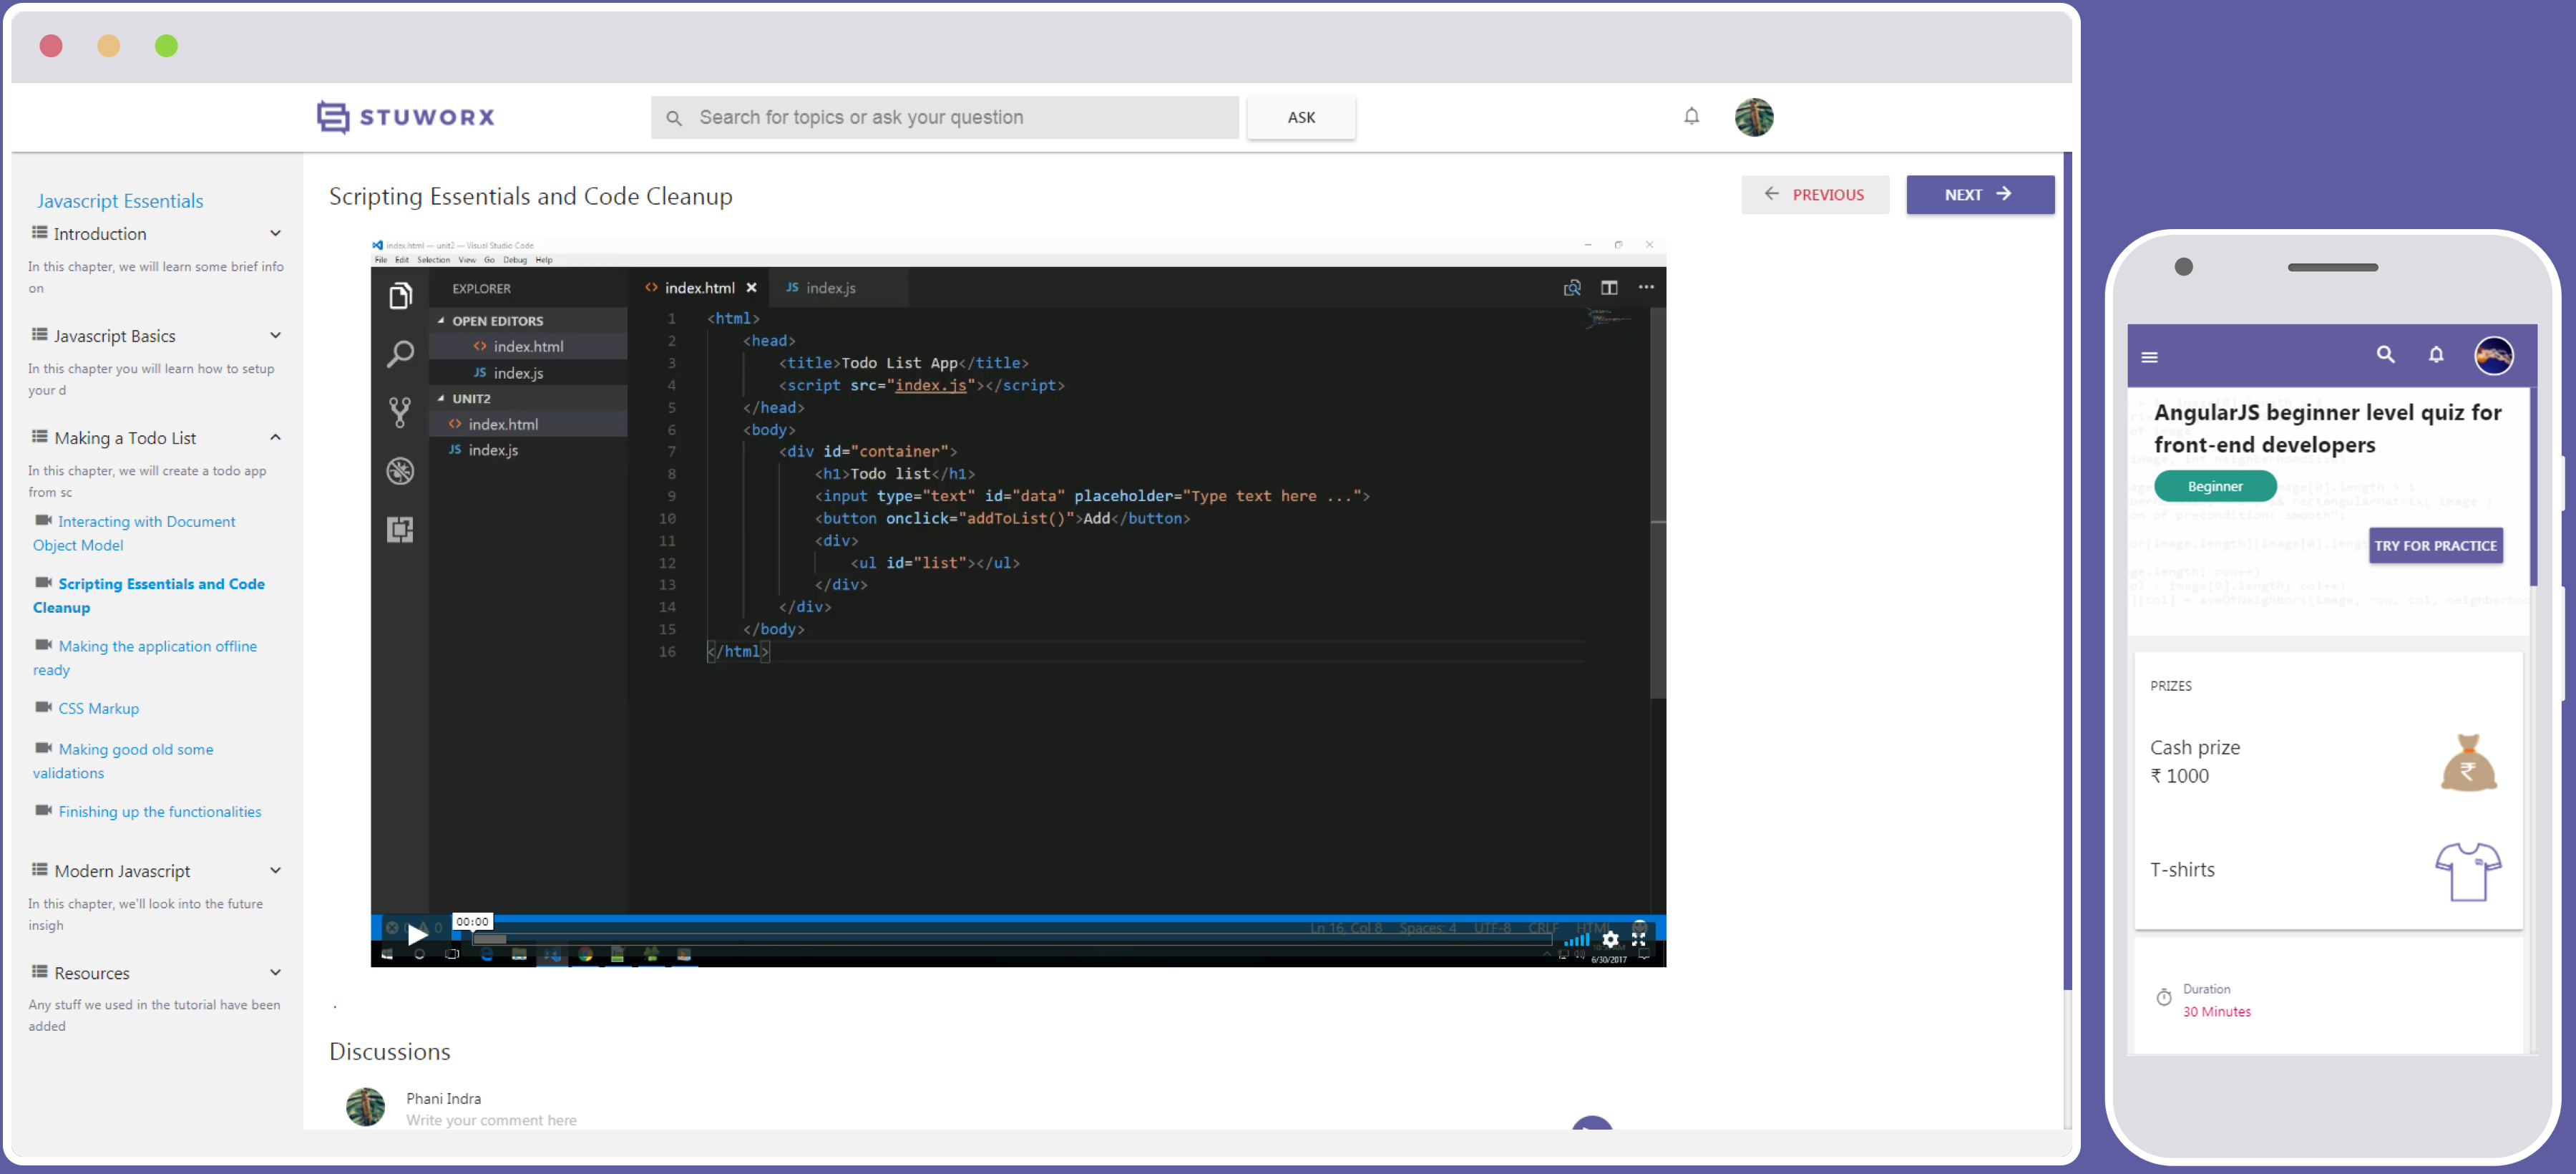 STUWORX
Search for topics or ask your question
ASK
Javascript Essentials
Introduction
In this chapter, we will learn some brief info
on
Javascript Basics
In this chapter you will learn how to setup
your d
Making a Todo List
In this chapter, we will create a todo app
from sc
Interacting with Document
Object Model
Scripting Essentials and Code
Cleanup
Making the application offline
ready
CSS Markup
Making good old some
validations
Finishing up the functionalities
Modern Javascript
In this chapter, we'll look into the future
insigh
Resources
Any stuff we used in the tutorial have been
added
Scripting Essentials and Code Cleanup
PREVIOUS
NEXT
index.html — unit2 — Visual Studio Code
File Edit Selection View Go Debug Help
EXPLORER
OPEN EDITORS
<> index.html
JS index.js
UNIT2
<> index.html
JS index.js
<> index.html
JS index.js
1 <html>
2 <head>
3 <title>Todo List App</title>
4 <script src="index.js"></script>
5 </head>
6 <body>
7 <div id="container">
8 <h1>Todo list</h1>
9 <input type="text" id="data" placeholder="Type text here ...">
10 <button onclick="addToList()">Add</button>
11 <div>
12 <ul id="list"></ul>
13 </div>
14 </div>
15 </body>
16 </html>
00:00
0
Ln 16, Col 8 Spaces: 4 UTF-8 CRLF HTML
6/30/2017
.
Discussions
Phani Indra
Write your comment here
AngularJS beginner level quiz for
front-end developers
Beginner
TRY FOR PRACTICE
PRIZES
Cash prize
₹ 1000
₹
T-shirts
Duration
30 Minutes